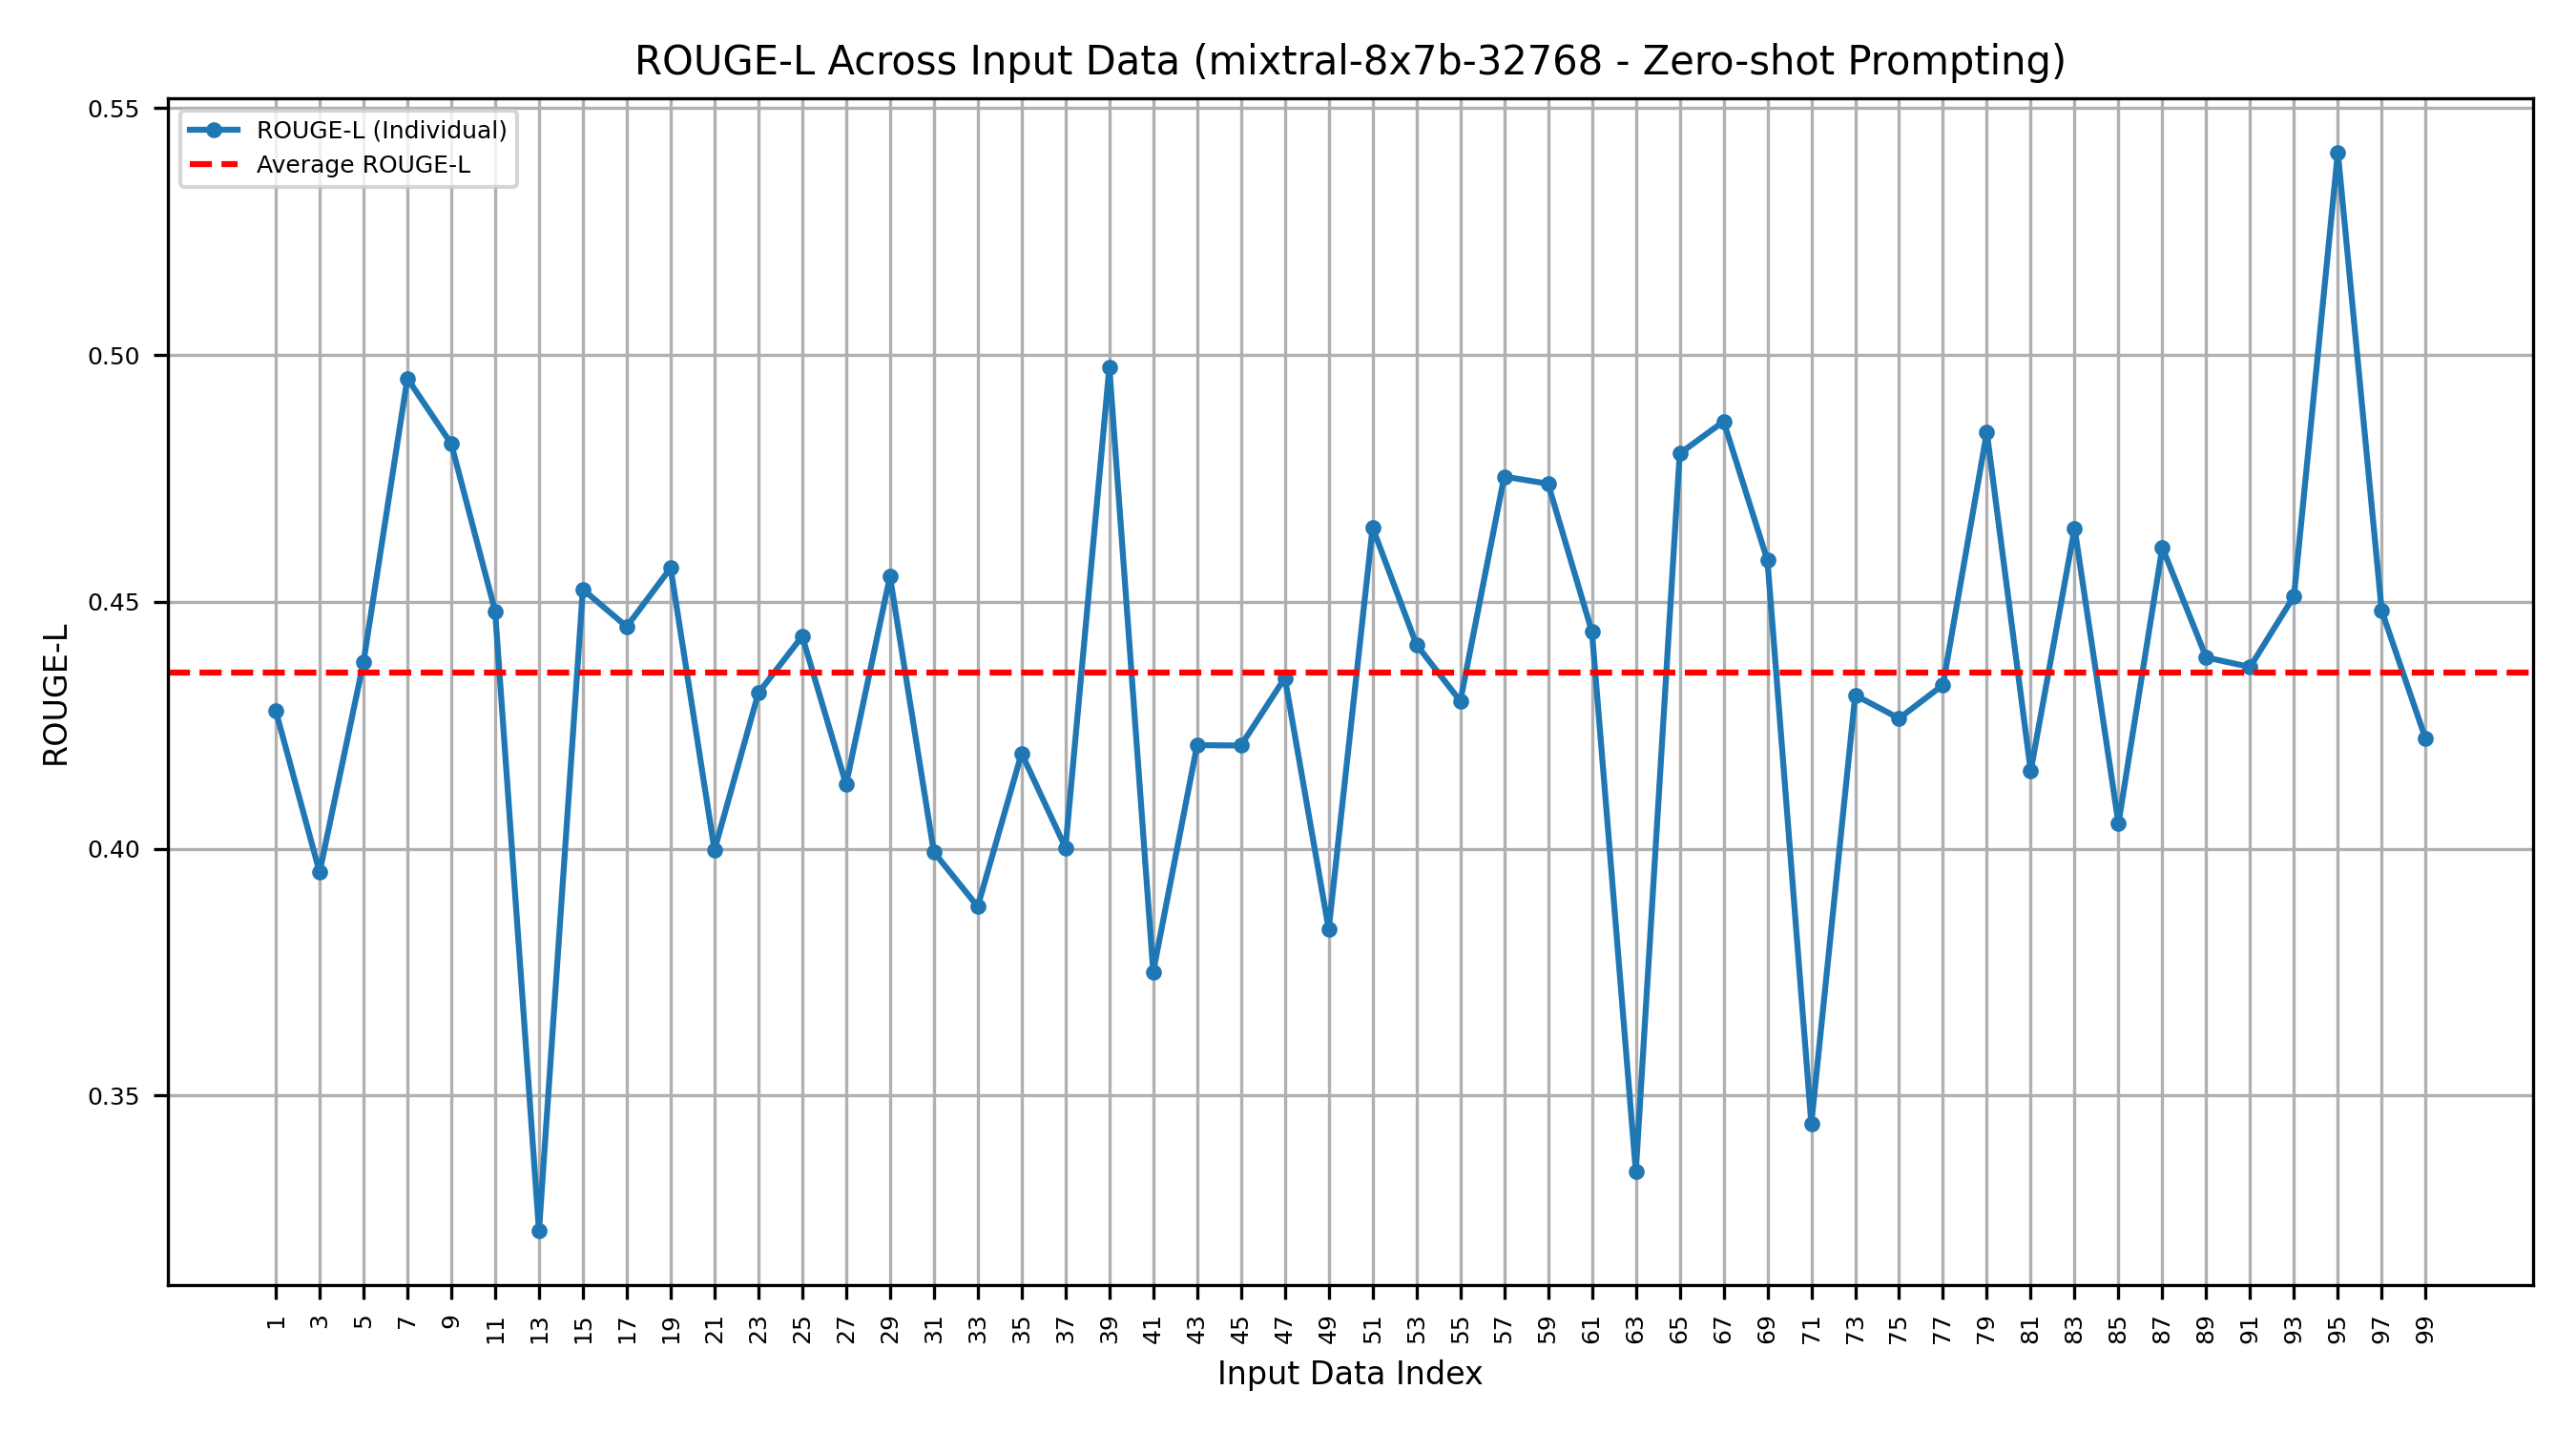 ROUGE-L Across Input Data (mixtral-8x7b-32768 - Zero-shot Prompting)
ROUGE-L (Individual)
Average ROUGE-L
0.55
0.50
0.45
0.40
0.35
ROUGE-L
1 3 5 7 9 11 13 15 17 19 21 23 25 27 29 31 33 35 37 39 41 43 45 47 49 51 53 55 57 59 61 63 65 67 69 71 73 75 77 79 81 83 85 87 89 91 93 95 97 99
Input Data Index